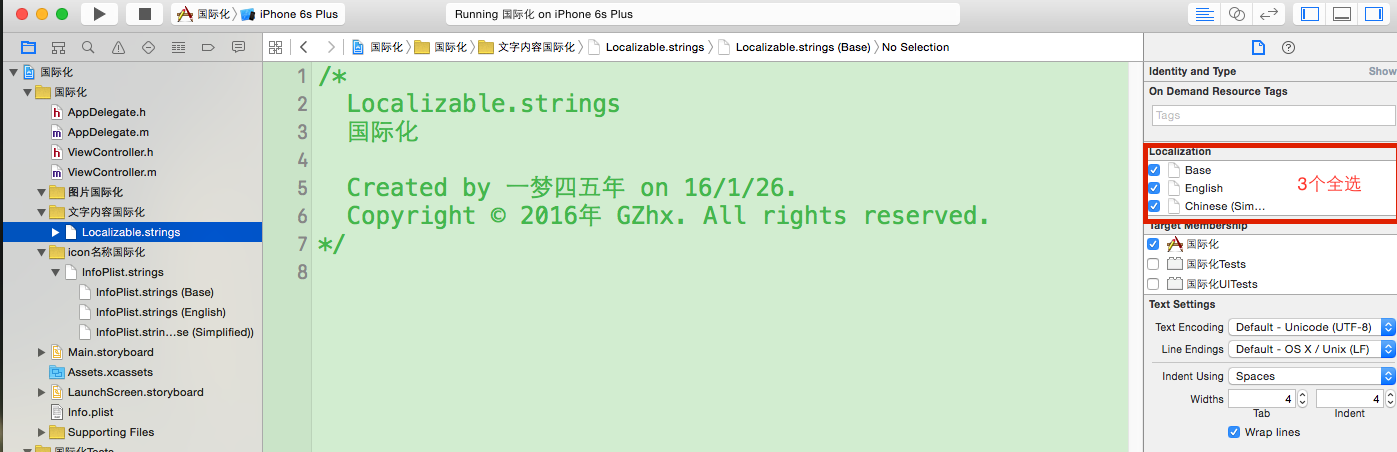 国际化 〉 iPhone 6s Plus
Running 国际化 on iPhone 6s Plus
国际化 〉 国际化 〉 文字内容国际化 〉 Localizable.strings 〉 Localizable.strings (Base) 〉 No Selection
国际化
国际化
AppDelegate.h
AppDelegate.m
ViewController.h
ViewController.m
图片国际化
文字内容国际化
Localizable.strings
icon名称国际化
InfoPlist.strings
InfoPlist.strings (Base)
InfoPlist.strings (English)
InfoPlist.strin...se (Simplified))
Main.storyboard
Assets.xcassets
LaunchScreen.storyboard
Info.plist
Supporting Files
国际化Tests
1 /*
2 Localizable.strings
3 国际化
4
5 Created by 一梦四五年 on 16/1/26.
6 Copyright © 2016年 GZhx. All rights reserved.
7 */
8
Identity and Type Show
On Demand Resource Tags
Tags
Localization
Base
English
Chinese (Sim...
3个全选
Target Membership
国际化
国际化Tests
国际化UITests
Text Settings
Text Encoding Default - Unicode (UTF-8)
Line Endings Default - OS X / Unix (LF)
Indent Using Spaces
Widths 4 4
Tab Indent
Wrap lines